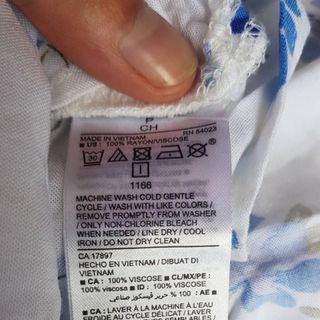 P
CH
MADE IN VIETNAM RN 54023
■ US : 100% RAYON/VISCOSE
30
I
1166
MACHINE WASH COLD GENTLE
CYCLE / WASH WITH LIKE COLORS /
REMOVE PROMPTLY FROM WASHER
/ ONLY NON-CHLORINE BLEACH
WHEN NEEDED / LINE DRY / COOL
IRON / DO NOT DRY CLEAN
CA 17897
HECHO EN VIETNAM / DIBUAT DI
VIETNAM
■ CA : 100% VISCOSE ■ CL/MX/PE :
100% viscosa ■ ID : 100% VISCOSE
■ AE : 100 % حرير فيسكوز صناعي
■ CA : LAVER À LA MACHINE À L'EAU
SEMBLABLES /